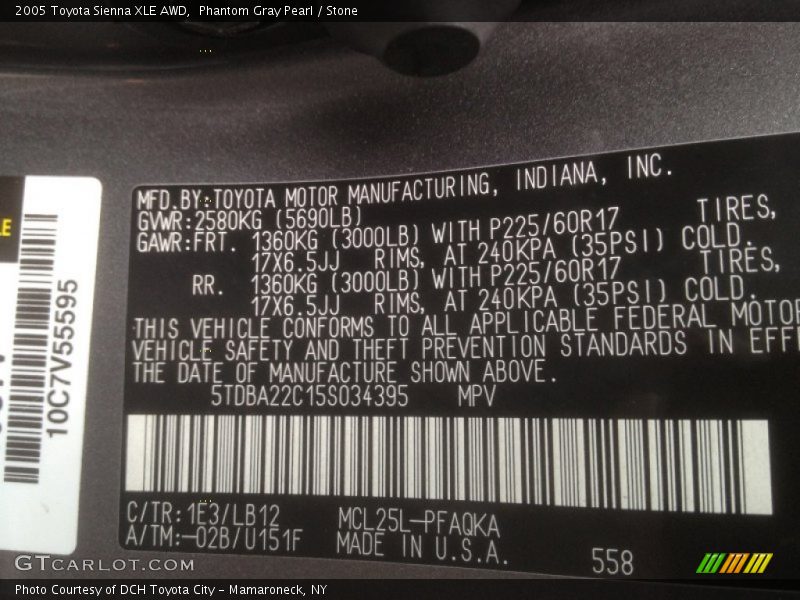 2005 Toyota Sienna XLE AWD, Phantom Gray Pearl / Stone
MFD.BY:TOYOTA MOTOR MANUFACTURING, INDIANA, INC.
GVWR:2580KG (5690LB)
GAWR:FRT. 1360KG (3000LB) WITH P225/60R17 TIRES,
17X6.5JJ RIMS, AT 240KPA (35PSI) COLD.
RR. 1360KG (3000LB) WITH P225/60R17 TIRES,
17X6.5JJ RIMS, AT 240KPA (35PSI) COLD.
THIS VEHICLE CONFORMS TO ALL APPLICABLE FEDERAL MOTO
VEHICLE SAFETY AND THEFT PREVENTION STANDARDS IN EFF
THE DATE OF MANUFACTURE SHOWN ABOVE.
5TDBA22C15S034395 MPV
C/TR:1E3/LB12 MCL25L-PFAQKA
A/TM:-02B/U151F MADE IN U.S.A.
558
10C7V55595
GTCARLOT.COM
Photo Courtesy of DCH Toyota City - Mamaroneck, NY